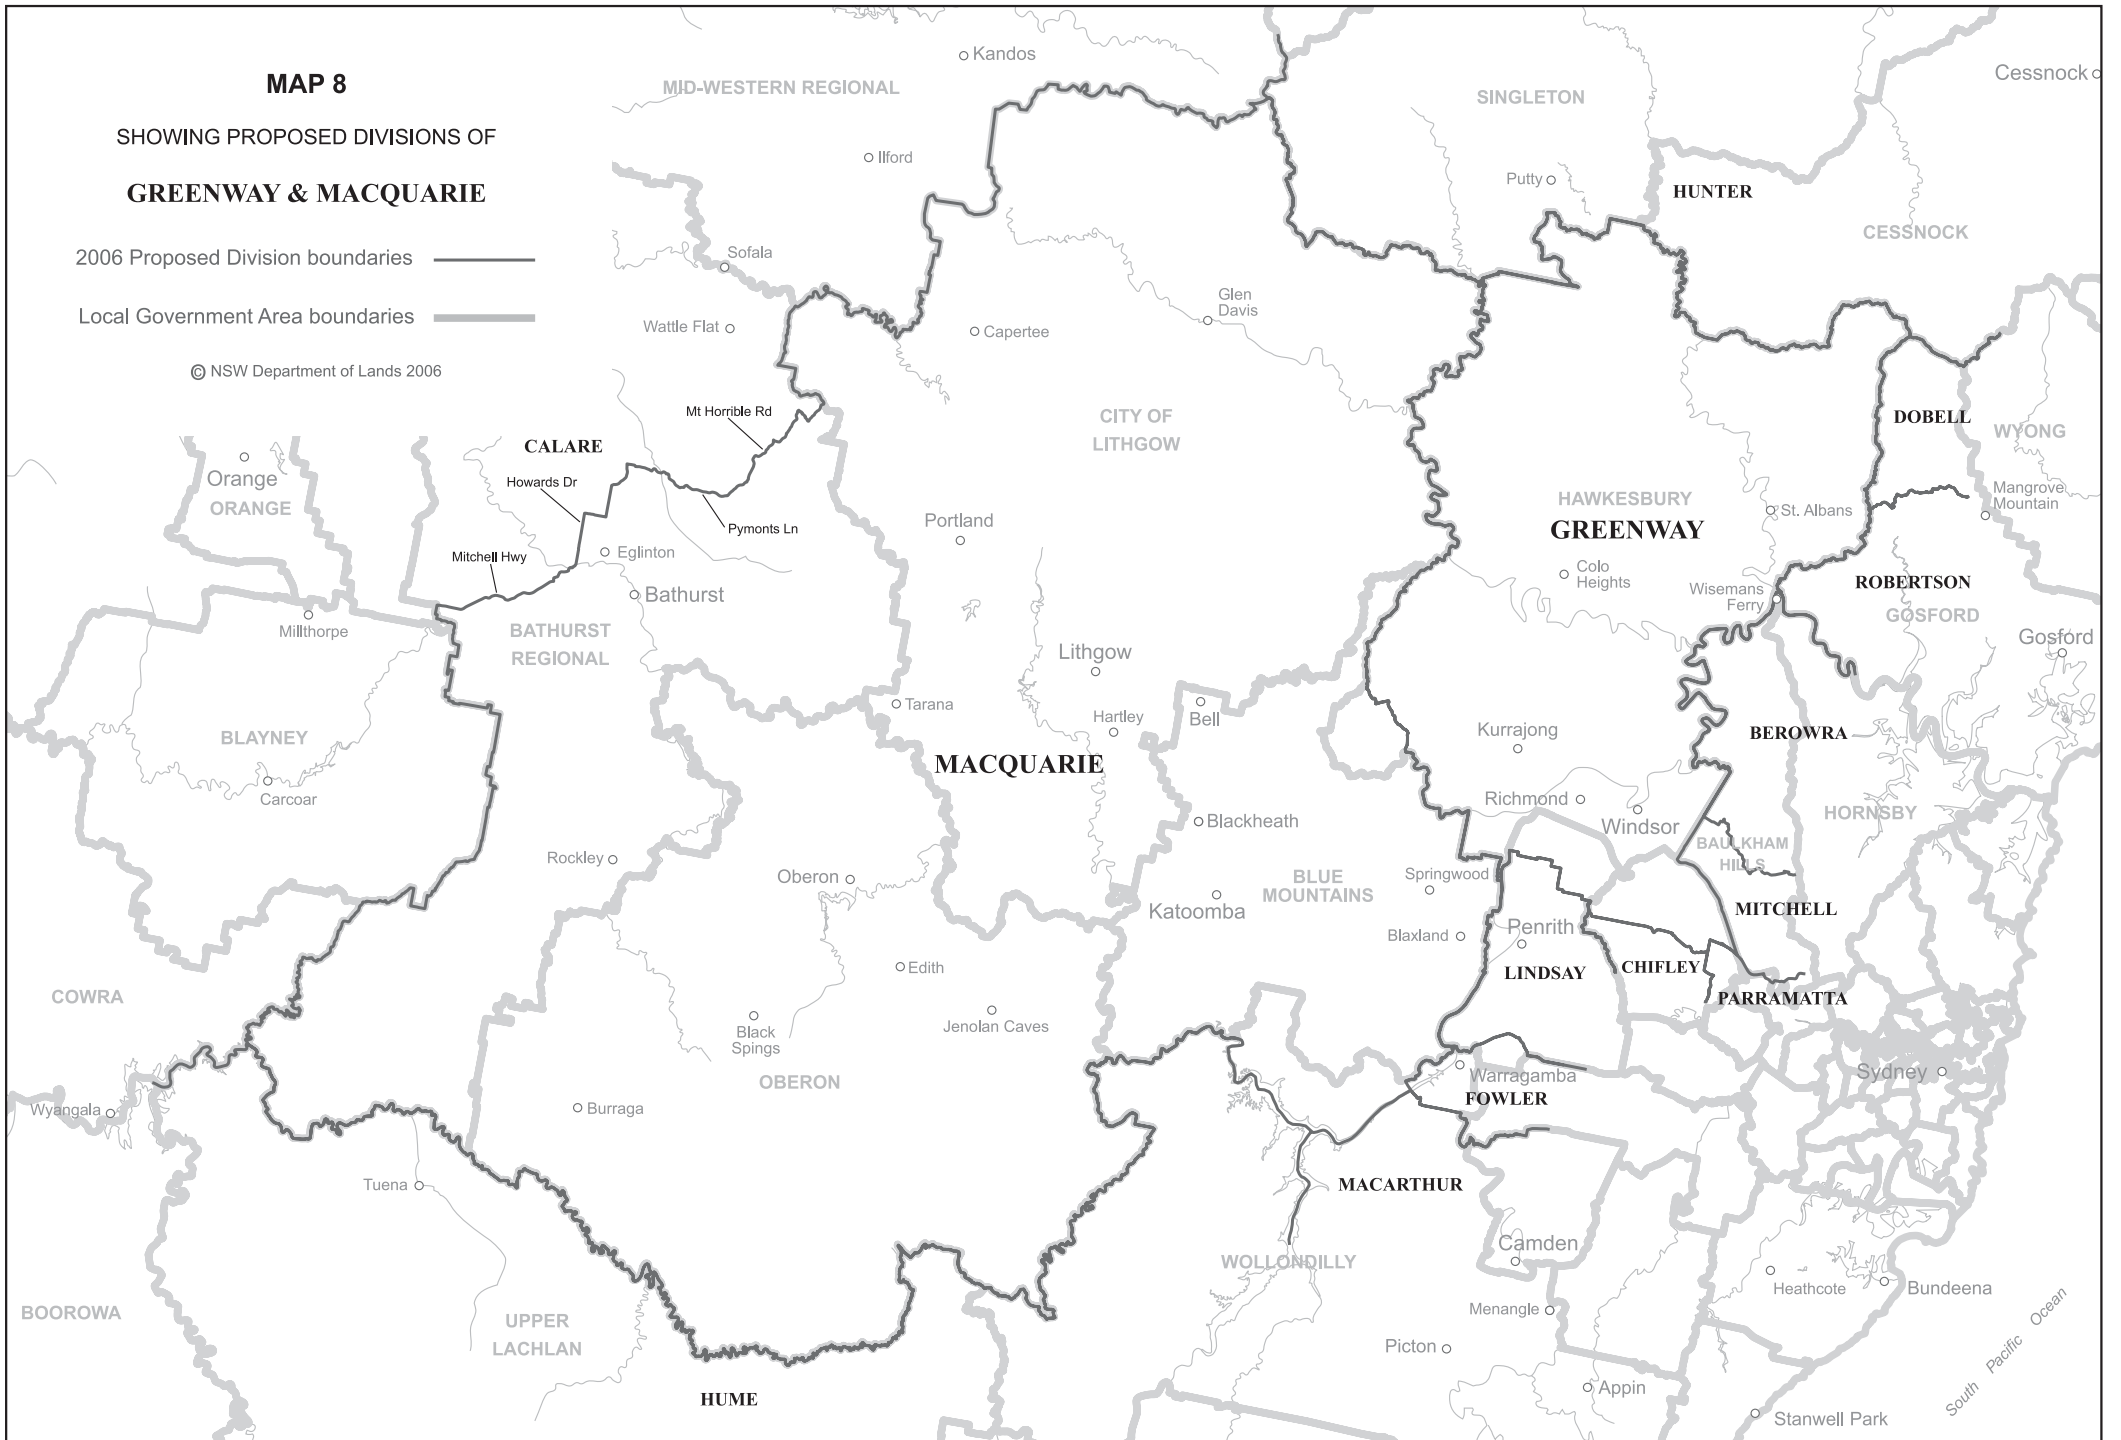 MAP 8
SHOWING PROPOSED DIVISIONS OF
GREENWAY & MACQUARIE
2006 Proposed Division boundaries
Local Government Area boundaries
© NSW Department of Lands 2006
Kandos
MID-WESTERN REGIONAL
Ilford
Sofala
Wattle Flat
Capertee
Glen
Davis
SINGLETON
Putty
HUNTER
Cessnock
CESSNOCK
Mt Horrible Rd
CALARE
Howards Dr
Pymonts Ln
Mitchell Hwy
Eglinton
Bathurst
BATHURST
REGIONAL
Orange
ORANGE
Millthorpe
BLAYNEY
Carcoar
CITY OF
LITHGOW
Portland
Lithgow
Tarana
Hartley
Bell
MACQUARIE
DOBELL
WYONG
Mangrove
Mountain
HAWKESBURY
GREENWAY
St. Albans
Colo
Heights
Wisemans
Ferry
ROBERTSON
GOSFORD
Gosford
Kurrajong
BEROWRA
Richmond
Windsor
HORNSBY
BAULKHAM
HILLS
Blackheath
BLUE
MOUNTAINS
Springwood
Katoomba
Blaxland
Penrith
LINDSAY
CHIFLEY
MITCHELL
PARRAMATTA
Rockley
Oberon
Edith
Black
Spings
Jenolan Caves
OBERON
Burraga
COWRA
Wyangala
Tuena
Sydney
Warragamba
FOWLER
MACARTHUR
WOLLONDILLY
Camden
Menangle
Picton
Appin
Heathcote
Bundeena
Stanwell Park
South Pacific Ocean
BOOROWA
UPPER
LACHLAN
HUME